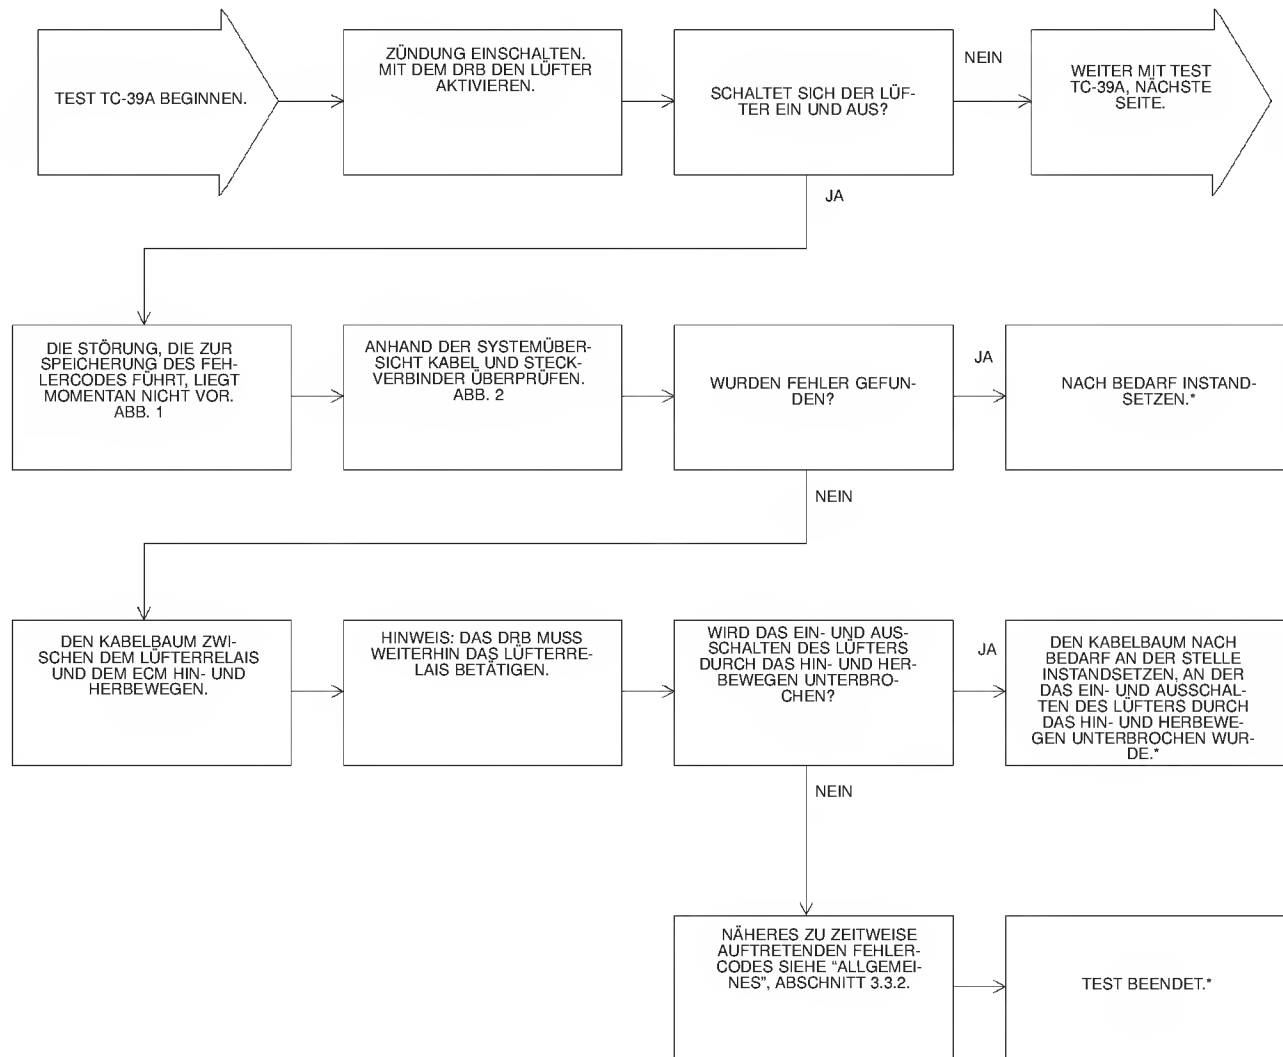 TEST TC-39A BEGINNEN.
ZÜNDUNG EINSCHALTEN.
MIT DEM DRB DEN LÜFTER
AKTIVIEREN.
SCHALTET SICH DER LÜF-
TER EIN UND AUS?
NEIN
WEITER MIT TEST
TC-39A, NÄCHSTE
SEITE.
JA
DIE STÖRUNG, DIE ZUR
SPEICHERUNG DES FEH-
LERCODES FÜHRT, LIEGT
MOMENTAN NICHT VOR.
ABB. 1
ANHAND DER SYSTEMÜBER-
SICHT KABEL UND STECK-
VERBINDER ÜBERPRÜFEN.
ABB. 2
WURDEN FEHLER GEFUN-
DEN?
JA
NACH BEDARF INSTAND-
SETZEN.*
NEIN
DEN KABELBAUM ZWI-
SCHEN DEM LÜFTERRELAIS
UND DEM ECM HIN- UND
HERBEWEGEN.
HINWEIS: DAS DRB MUSS
WEITERHIN DAS LÜFTERRE-
LAIS BETÄTIGEN.
WIRD DAS EIN- UND AUS-
SCHALTEN DES LÜFTERS
DURCH DAS HIN- UND HER-
BEWEGEN UNTERBRO-
CHEN?
JA
DEN KABELBAUM NACH
BEDARF AN DER STELLE
INSTANDSETZEN, AN DER
DAS EIN- UND AUSSCHAL-
TEN DES LÜFTERS DURCH
DAS HIN- UND HERBEWE-
GEN UNTERBROCHEN WUR-
DE.*
NEIN
NÄHERES ZU ZEITWEISE
AUFTRETENDEN FEHLER-
CODES SIEHE “ALLGEMEI-
NES”, ABSCHNITT 3.3.2.
TEST BEENDET.*